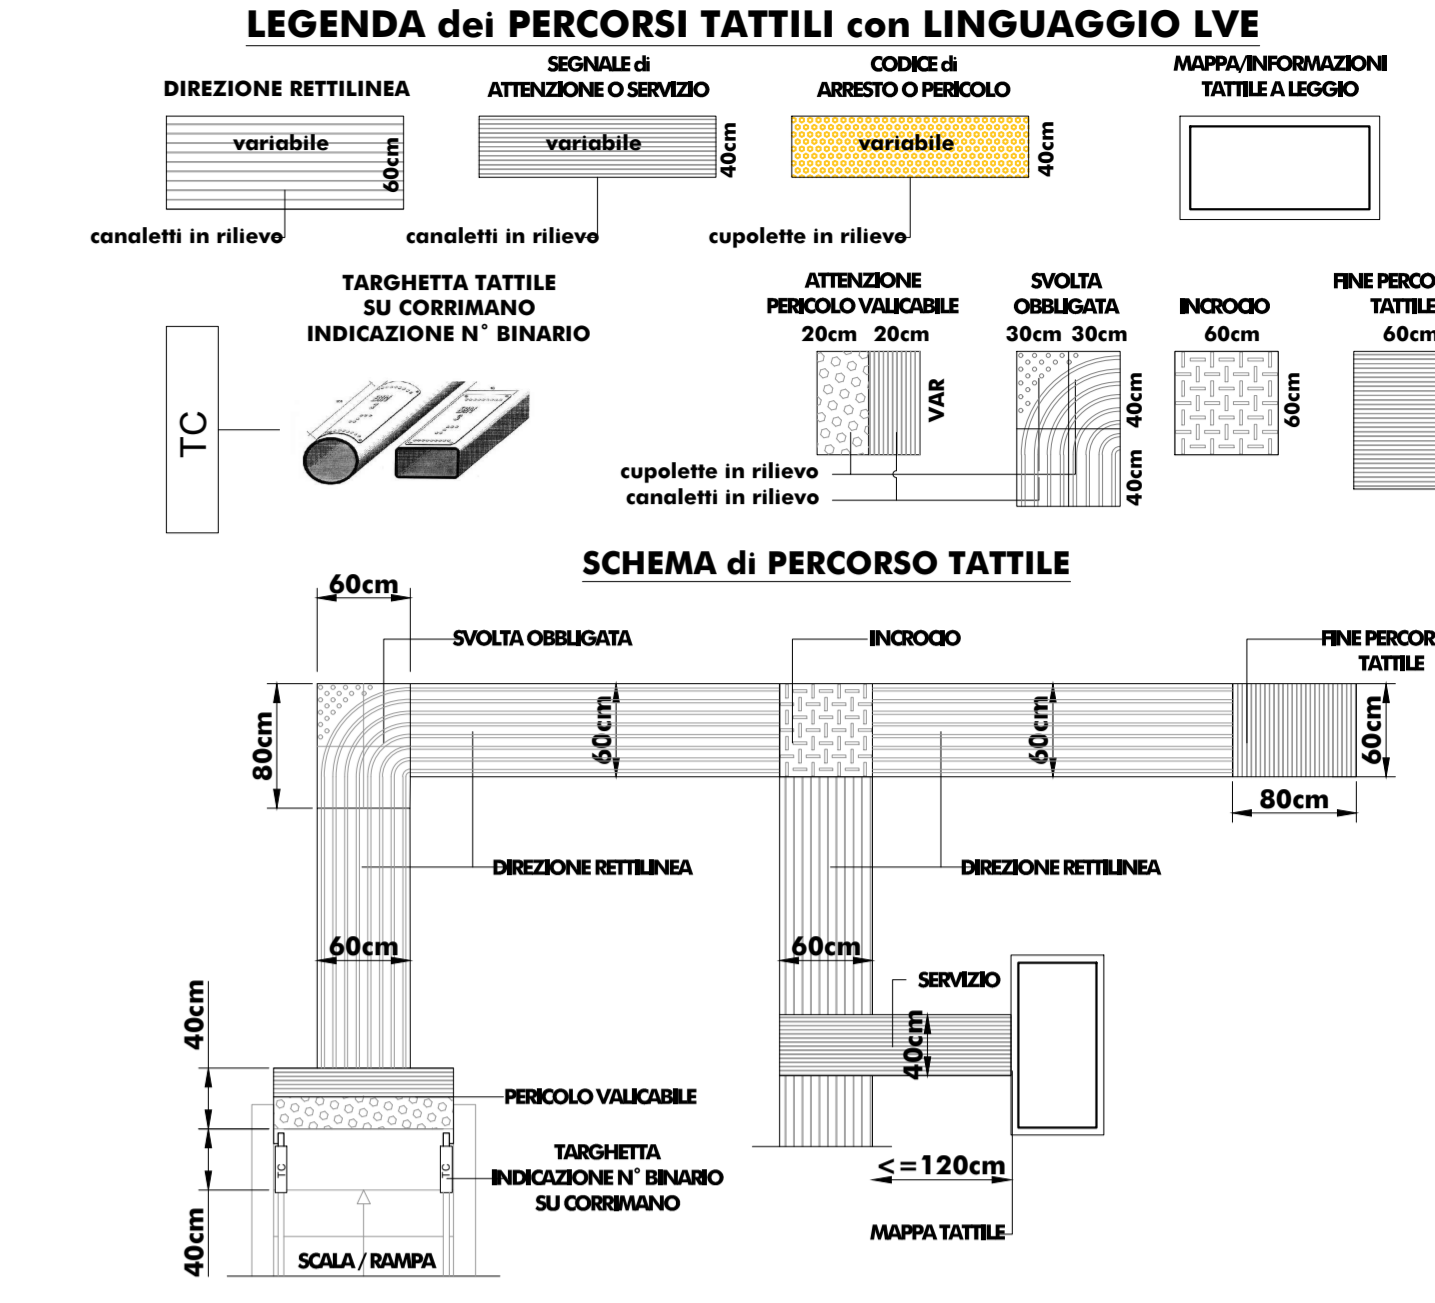 LEGENDA dei PERCORSI TATTILI con LINGUAGGIO LVE
DIREZIONE RETTILINEA
variabile
60cm
canaletti in rilievo
SEGNALE di
ATTENZIONE O SERVIZIO
variabile
40cm
canaletti in rilievo
CODICE di
ARRESTO O PERICOLO
variabile
40cm
cupolette in rilievo
MAPPA/INFORMAZIONI
TATTILE A LEGGIO
TC
TARGHETTA TATTILE
SU CORRIMANO
INDICAZIONE N° BINARIO
ATTENZIONE
PERICOLO VALICABILE
20cm 20cm
VAR
SVOLTA
OBBLIGATA
30cm 30cm
40cm
40cm
cupolette in rilievo
canaletti in rilievo
INCROCIO
60cm
60cm
FINE PERCO
TATTILE
60cm
SCHEMA di PERCORSO TATTILE
60cm
SVOLTA OBBLIGATA
INCROCIO
FINE PERCOR
TATTILE
80cm
60cm
60cm
60cm
80cm
DIREZIONE RETTILINEA
DIREZIONE RETTILINEA
60cm
60cm
SERVIZIO
40cm
40cm
PERICOLO VALICABILE
TC
TC
TARGHETTA
INDICAZIONE N° BINARIO
SU CORRIMANO
<=120cm
MAPPA TATTILE
40cm
SCALA / RAMPA